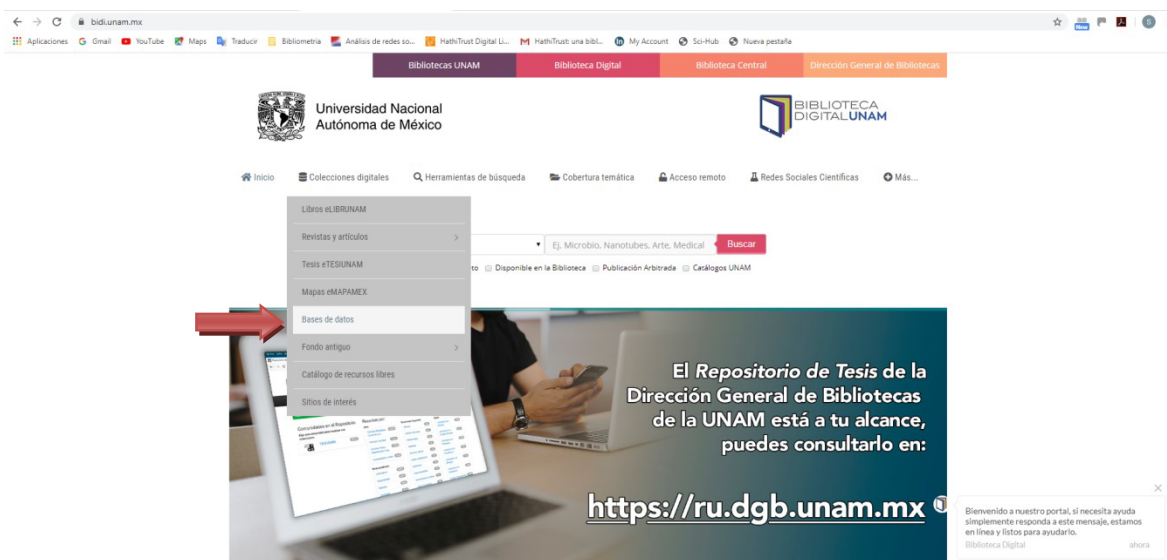 bidi.unam.mx
New
S
Aplicaciones G Gmail YouTube Maps Traducir Bibliometria Análisis de redes so... HathiTrust Digital Li... M HathiTrust: una bibl... in My Account Sci-Hub Nueva pestaña
Bibliotecas UNAM Biblioteca Digital Biblioteca Central Dirección General de Bibliotecas
Universidad Nacional
Autónoma de México
BIBLIOTECA
DIGITALUNAM
Inicio Colecciones digitales Herramientas de búsqueda Cobertura temática Acceso remoto Redes Sociales Científicas Más...
Libros eLIBRUNAM
Revistas y artículos
Ej. Microbio, Nanotubes, Arte, Medical Buscar
Tesis eTESIUNAM
to Disponible en la Biblioteca Publicación Arbitrada Catálogos UNAM
Mapas eMAPAMEX
Bases de datos
Fondo antiguo
Catálogo de recursos libres
Sitios de interés
El Repositorio de Tesis de la
Dirección General de Bibliotecas
de la UNAM está a tu alcance,
puedes consultarlo en:
https://ru.dgb.unam.mx
Bienvenido a nuestro portal, si necesita ayuda
simplemente responda a este mensaje, estamos
en línea y listos para ayudarlo.
Biblioteca Digital ahora